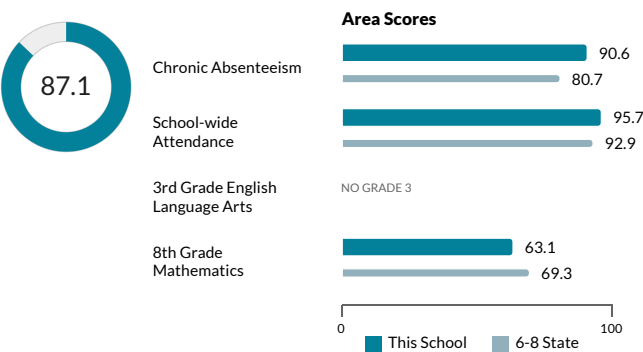 Area Scores
87.1
Chronic Absenteeism
90.6
80.7
School-wide
Attendance
95.7
92.9
3rd Grade English
Language Arts
NO GRADE 3
8th Grade
Mathematics
63.1
69.3
0 100
This School 6-8 State